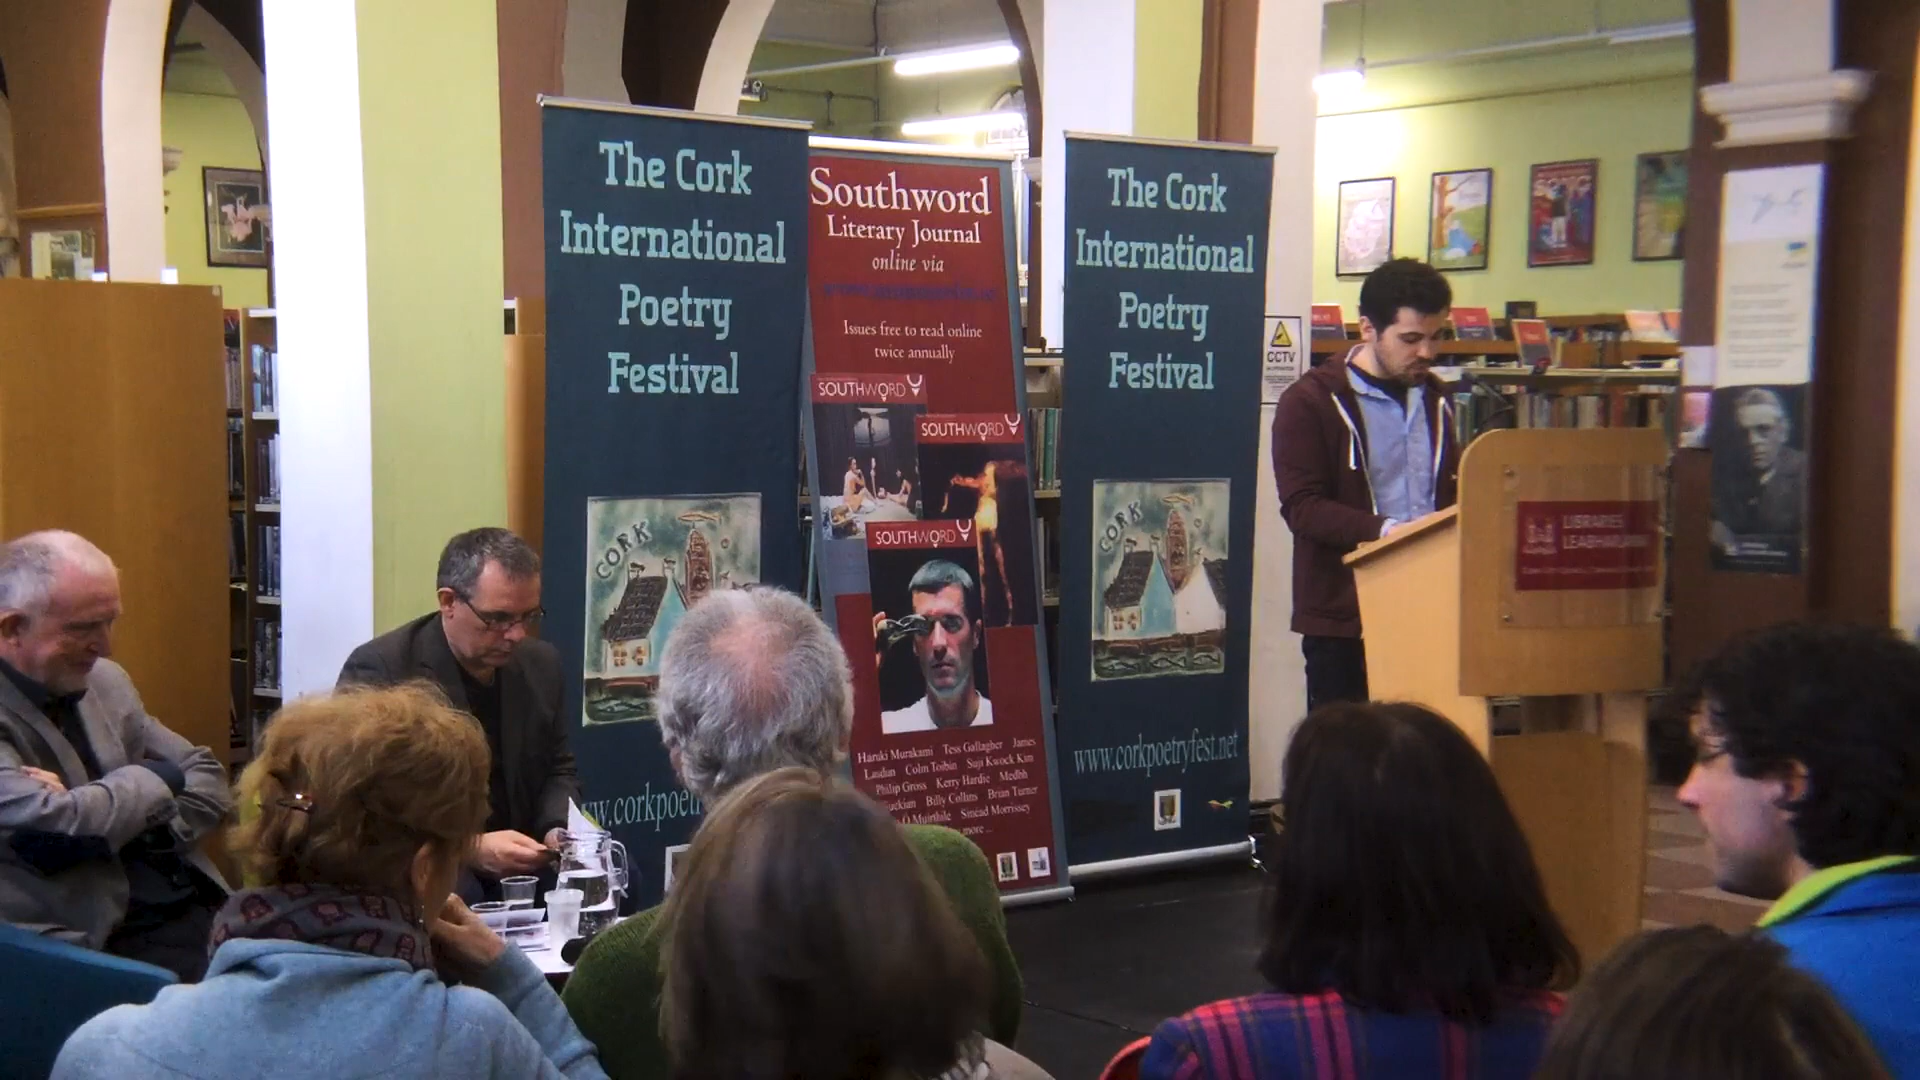 The Cork
International
Poetry
Festival
CORK
Southword
Literary Journal
online via
Issues free to read online
twice annually
SOUTHWORD
SOUTHWORD
SOUTHWORD
Haruki Murakami Tess Gallagher James
Lasdun Colm Toibin Suji Kwock Kim
Philip Gross Kerry Hardie Medbh
Billy Collins Brian Turner
Ó Muirthile Sinead Morrissey
more ...
The Cork
International
Poetry
Festival
CORK
www.corkpoetryfest.net
CCTV
LIBRARIES
LEABHARLANNA